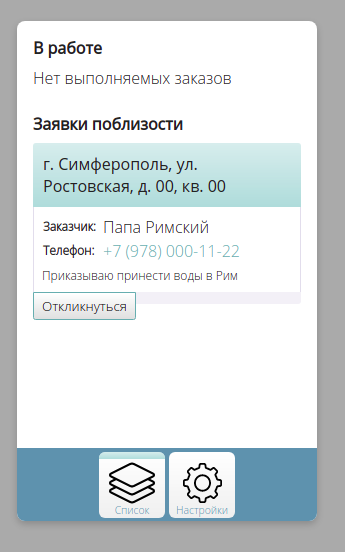 В работе
Нет выполняемых заказов
Заявки поблизости
г. Симферополь, ул.
Ростовская, д. 00, кв. 00
Заказчик: Папа Римский
Телефон: +7 (978) 000-11-22
Приказываю принести воды в Рим
Откликнуться
Список Настройки